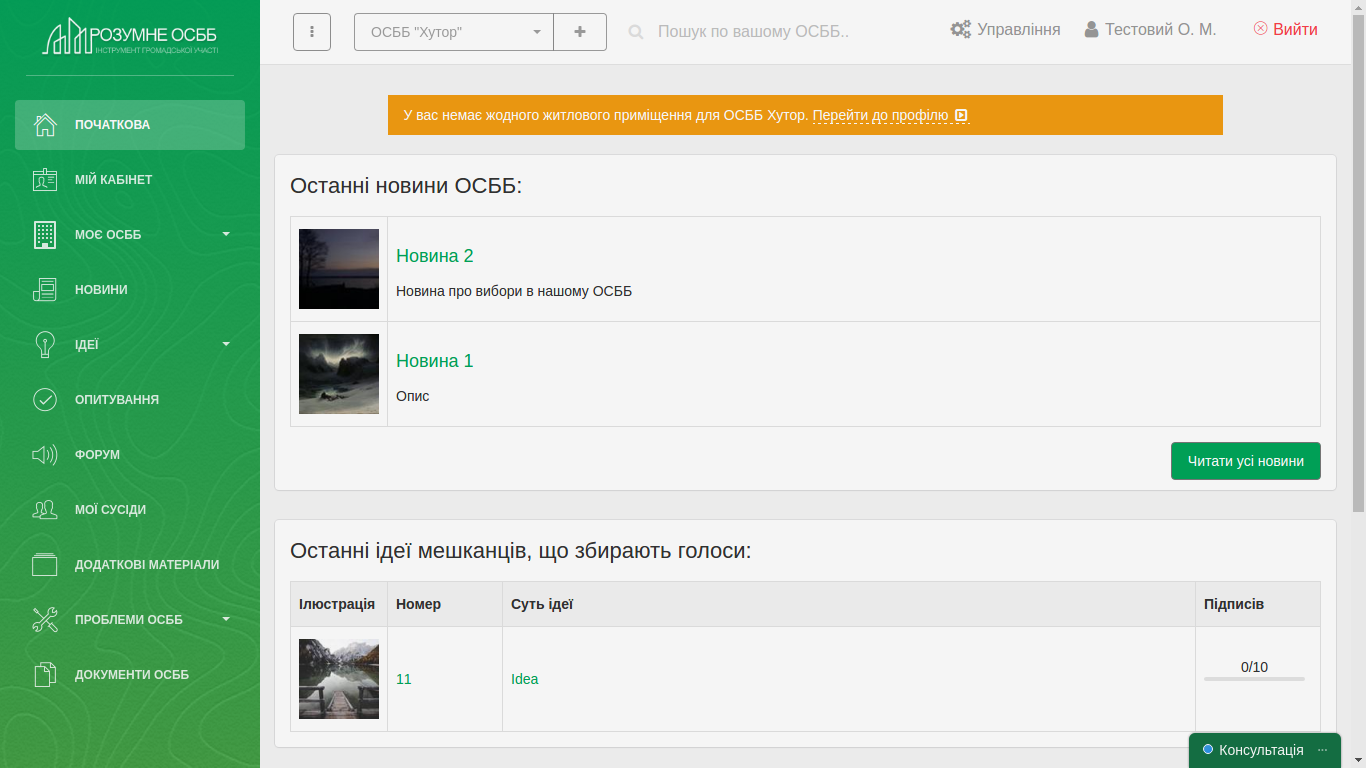 РОЗУМНЕ ОСББ
ІНСТРУМЕНТ ГРОМАДСЬКОЇ УЧАСТІ
ОСББ "Хутор"
Пошук по вашому ОСББ..
Управління
Тестовий О. М.
Вийти
ПОЧАТКОВА
МІЙ КАБІНЕТ
МОЄ ОСББ
НОВИНИ
ІДЕЇ
ОПИТУВАННЯ
ФОРУМ
МОЇ СУСІДИ
ДОДАТКОВІ МАТЕРІАЛИ
ПРОБЛЕМИ ОСББ
ДОКУМЕНТИ ОСББ
У вас немає жодного житлового приміщення для ОСББ Хутор. Перейти до профілю
Останні новини ОСББ:
Новина 2
Новина про вибори в нашому ОСББ
Новина 1
Опис
Читати усі новини
Останні ідеї мешканців, що збирають голоси:
Ілюстрація Номер Суть ідеї Підписів
11 Idea 0/10
Консультація ...